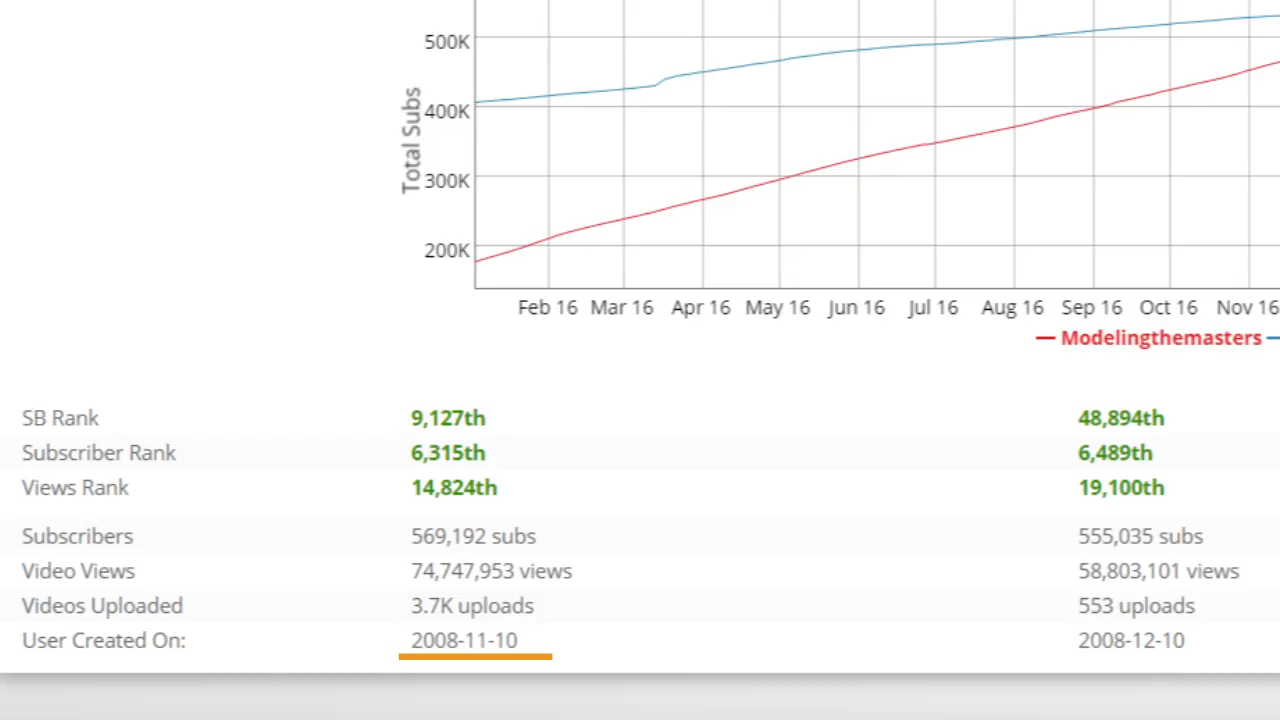 500K
400K
300K
200K
Total Subs
Feb 16 Mar 16 Apr 16 May 16 Jun 16 Jul 16 Aug 16 Sep 16 Oct 16 Nov 16
Modelingthemasters
SB Rank 9,127th 48,894th
Subscriber Rank 6,315th 6,489th
Views Rank 14,824th 19,100th
Subscribers 569,192 subs 555,035 subs
Video Views 74,747,953 views 58,803,101 views
Videos Uploaded 3.7K uploads 553 uploads
User Created On: 2008-11-10 2008-12-10